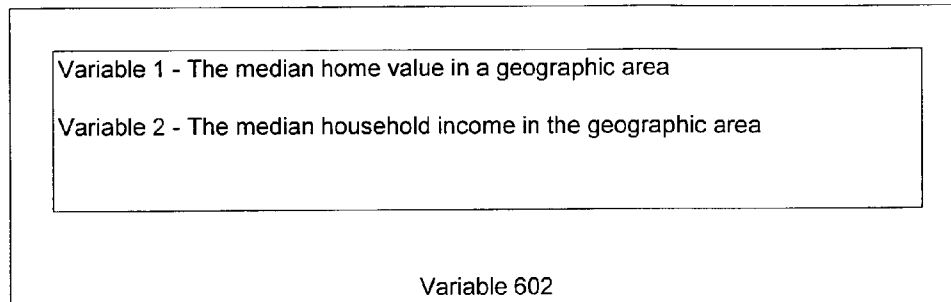 Variable 1 - The median home value in a geographic area
Variable 2 - The median household income in the geographic area
Variable 602